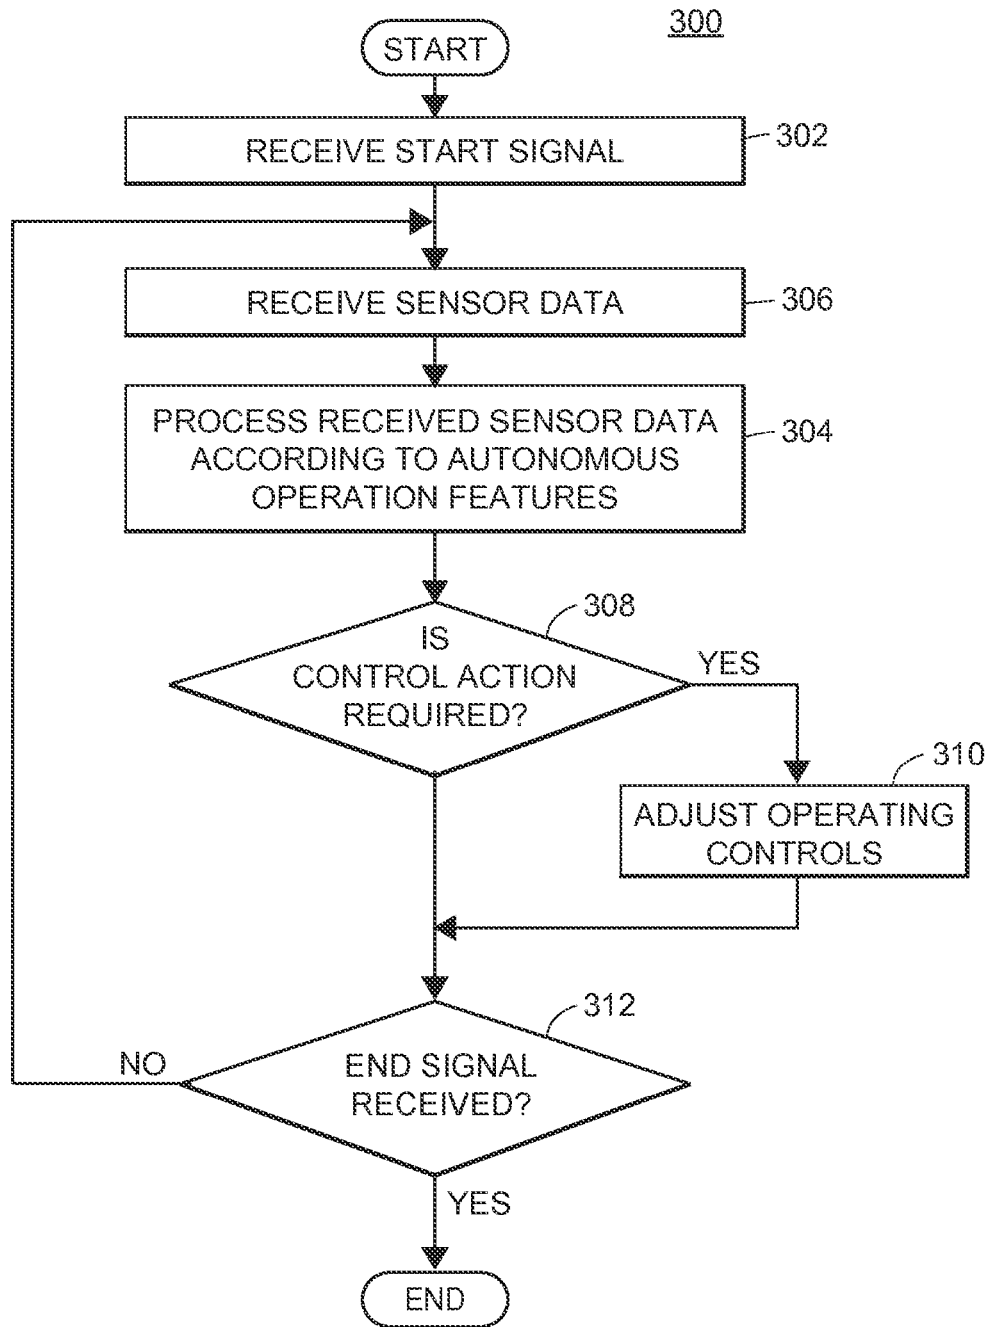 300
START
RECEIVE START SIGNAL
302
RECEIVE SENSOR DATA
306
PROCESS RECEIVED SENSOR DATA
ACCORDING TO AUTONOMOUS
OPERATION FEATURES
304
308
IS
CONTROL ACTION
REQUIRED?
YES
310
ADJUST OPERATING
CONTROLS
312
END SIGNAL
RECEIVED?
NO
YES
END